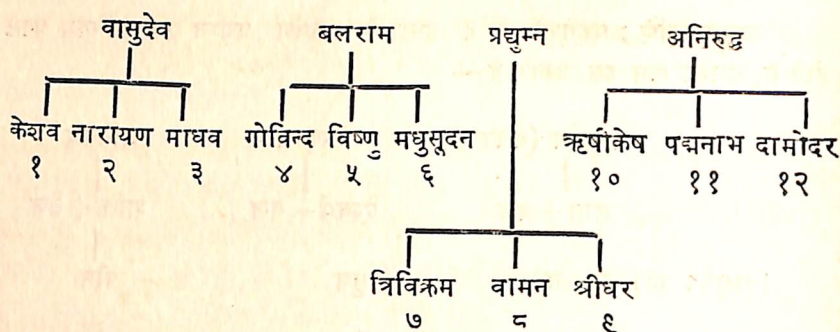 वासुदेव बलराम प्रद्युम्न अनिरुद्ध
केशव नारायण माधव गोविन्द विष्णु मधुसूदन ऋषीकेष पद्मनाभ दामोदर
१ २ ३ ४ ५ ६ १० ११ १२
त्रिविक्रम वामन श्रीधर
७ ८ ९